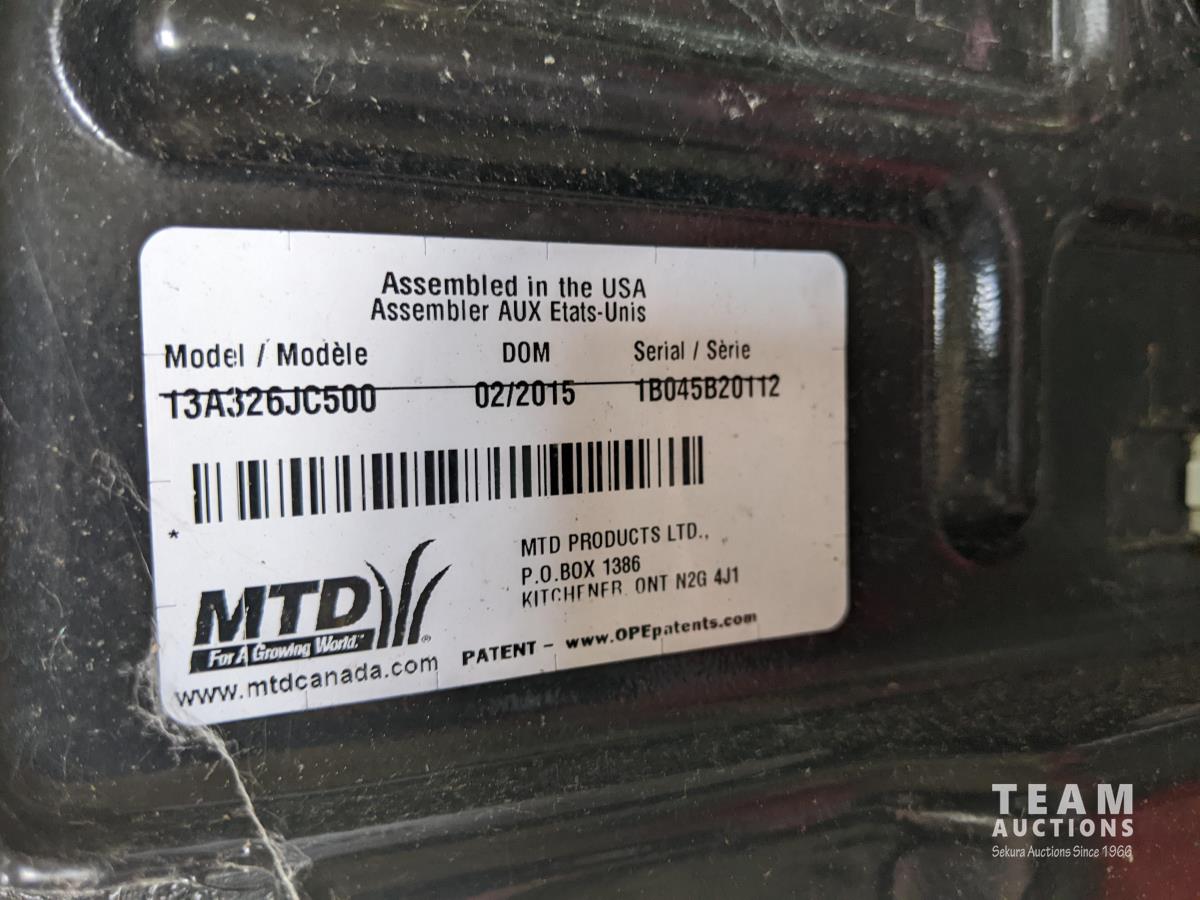 Assembled in the USA
Assembler AUX Etats-Unis
Model / Modèle DOM Serial / Sèrie
13A326JC500 02/2015 1B045B20112
*
MTD PRODUCTS LTD.,
P.O.BOX 1386
KITCHENER, ONT N2G 4J1
MTD
For A Growing World.™
®
www.mtdcanada.com
PATENT - www.OPEpatents.com
TEAM
AUCTIONS
Sekura Auctions Since 1966